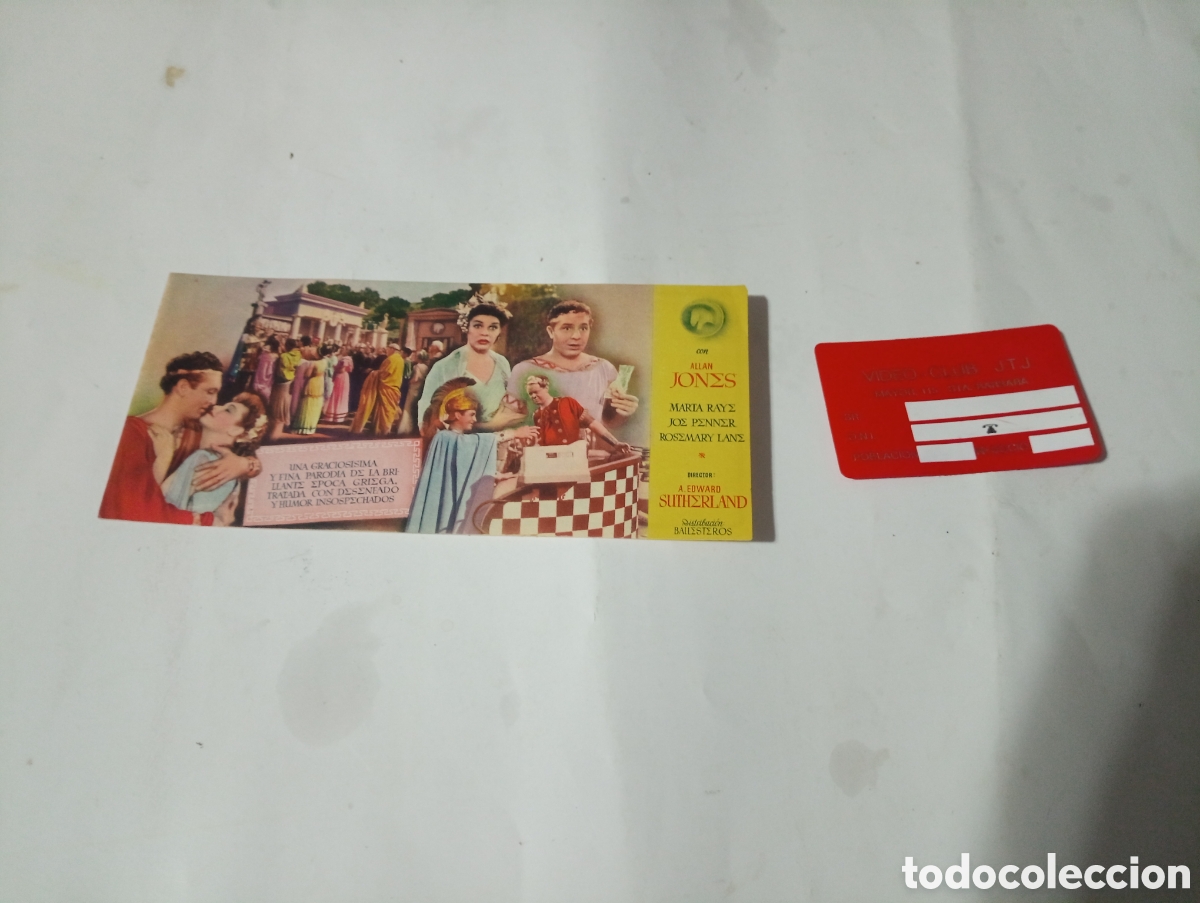 UNA GRACIOSISIMA
Y FINA PARODIA DE LA BRI-
LLANTE EPOCA GRIEGA,
TRATADA CON DESENFADO
Y HUMOR INSOSPECHADOS
con
ALLAN
JONES
MARTA RAYE
JOE PENNER
ROSEMARY LANE
DIRECTOR:
A. EDWARD
SUTHERLAND
Distribución
BALLESTEROS
VIDEO CLUB JTJ
POBLACION
todocoleccion